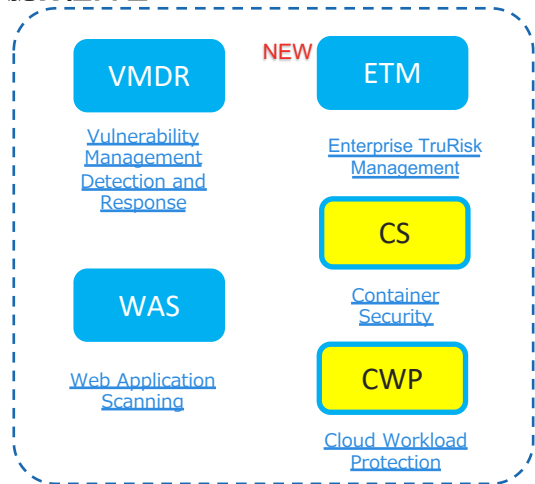 VMDR
Vulnerability
Management
Detection and
Response
NEW
ETM
Enterprise TruRisk
Management
CS
Container
Security
WAS
Web Application
Scanning
CWP
Cloud Workload
Protection